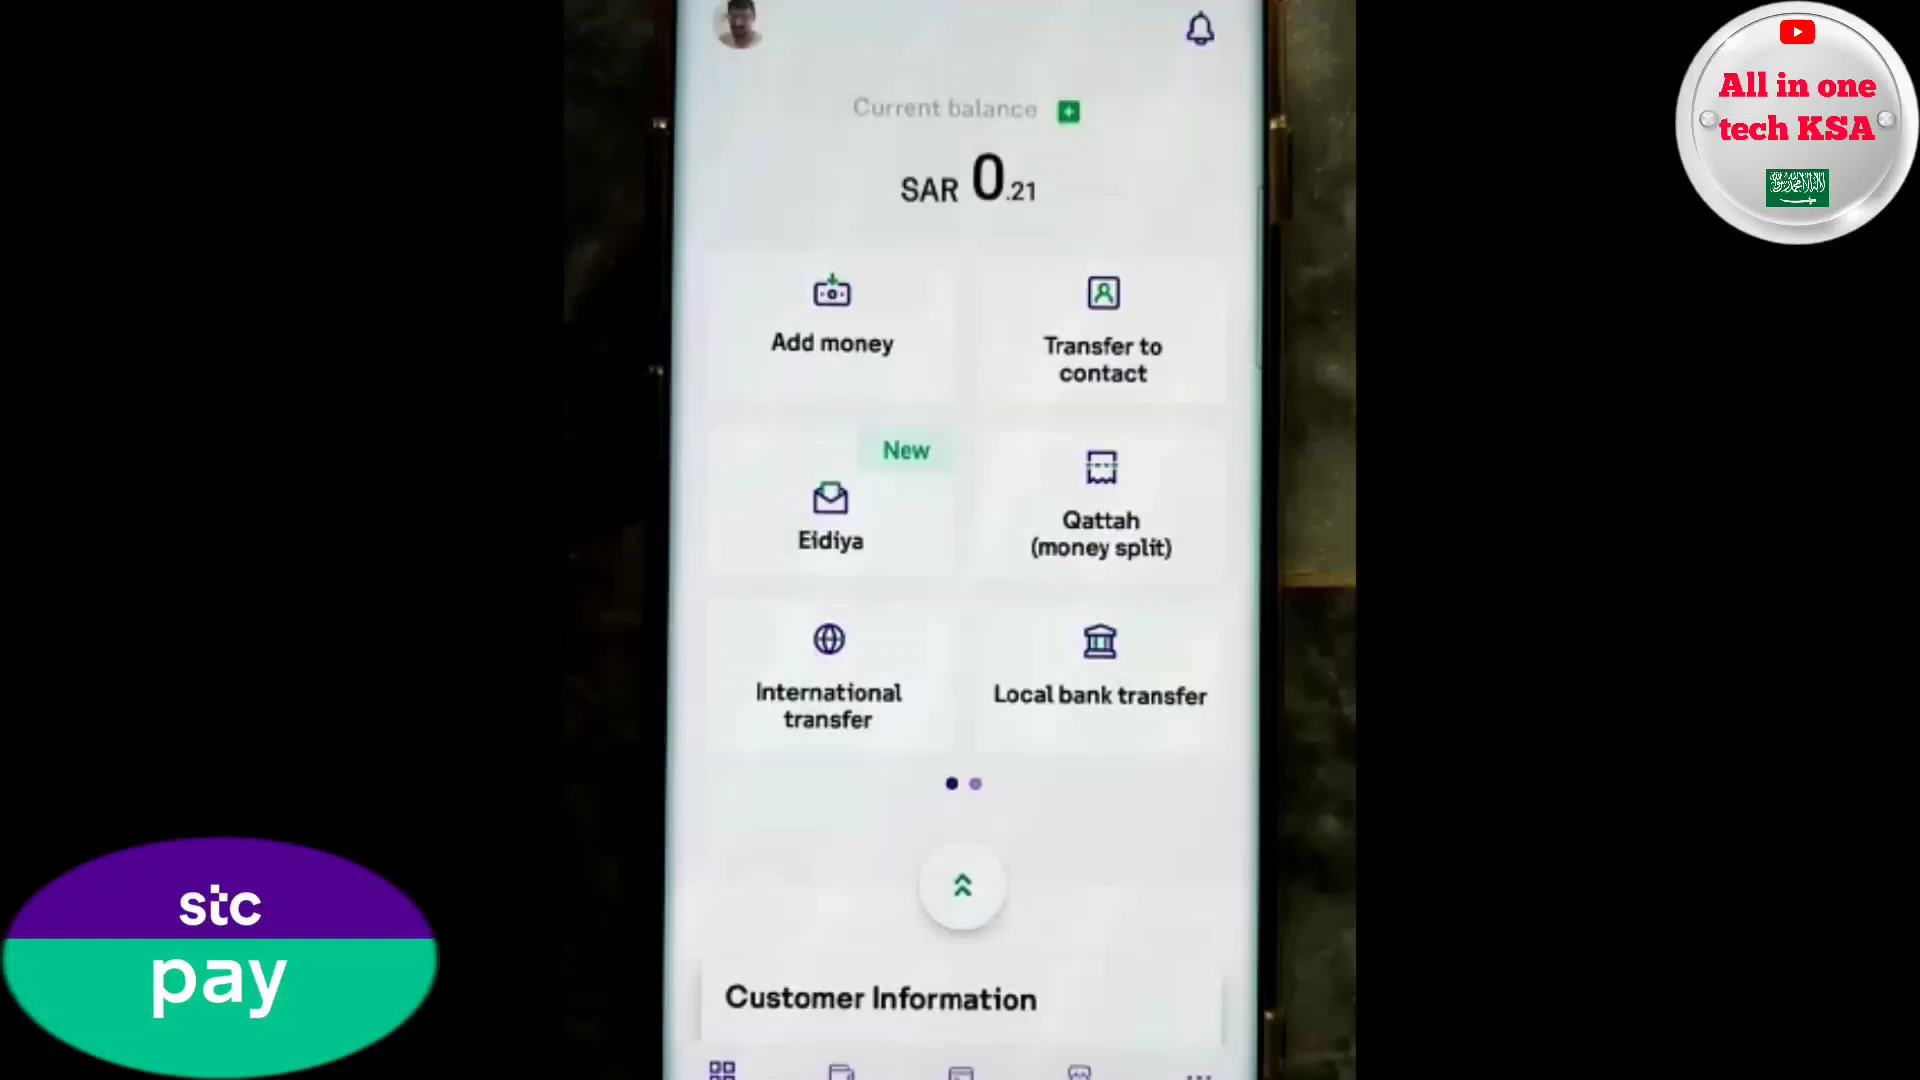 All in one
tech KSA
Current balance
SAR 0.21
Add money
Transfer to
contact
New
Eidiya
Qattah
(money split)
International
transfer
Local bank transfer
Customer Information
stc
pay